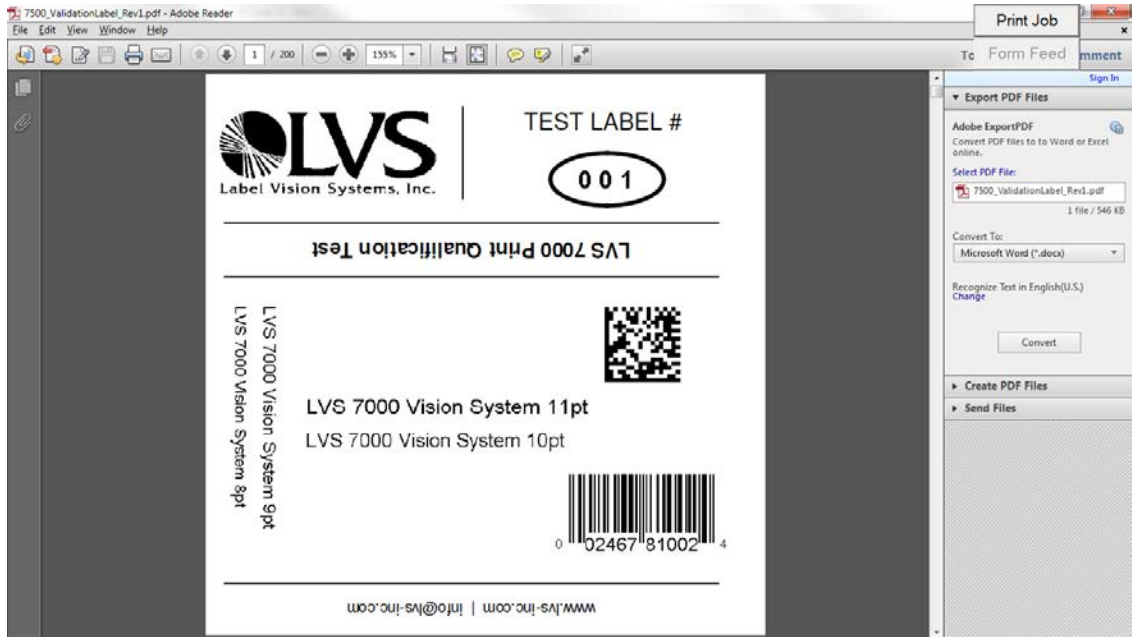 7500_ValidationLabel_Rev1.pdf - Adobe Reader
File Edit View Window Help
1 / 200
155%
Print Job
Form Feed
mment
Sign In
Export PDF Files
Adobe ExportPDF
Convert PDF files to to Word or Excel
online.
Select PDF File:
7500_ValidationLabel_Rev1.pdf
1 file / 546 KB
Convert To:
Microsoft Word (*.docx)
Recognize Text in English(U.S.)
Change
Convert
Create PDF Files
Send Files
LVS
Label Vision Systems, Inc.
TEST LABEL #
001
LVS 7000 Print Qualification Test
LVS 7000 Vision System 8pt
LVS 7000 Vision System 9pt
LVS 7000 Vision System 11pt
LVS 7000 Vision System 10pt
0 02467 81002 4
www.lvs-inc.com | info@lvs-inc.com